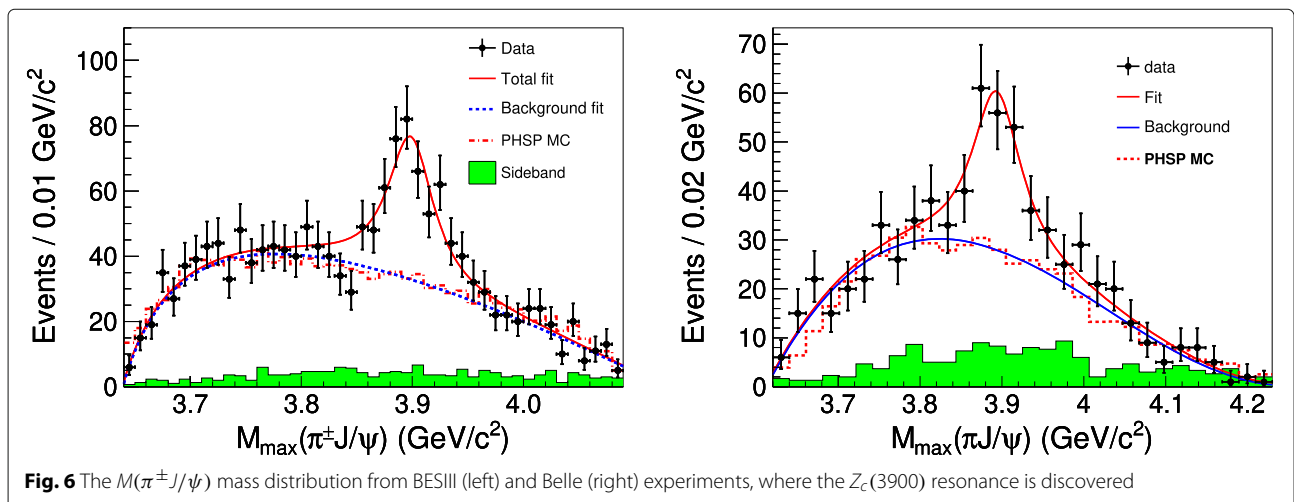 Events / 0.01 GeV/c²
100
80
60
40
20
0
3.7 3.8 3.9 4.0
M_max(π±J/ψ) (GeV/c²)
Data
Total fit
Background fit
PHSP MC
Sideband
Events / 0.02 GeV/c²
70
60
50
40
30
20
10
0
3.7 3.8 3.9 4 4.1 4.2
M_max(πJ/ψ) (GeV/c²)
data
Fit
Background
PHSP MC
Fig. 6 The M(π±J/ψ) mass distribution from BESIII (left) and Belle (right) experiments, where the Z_c(3900) resonance is discovered